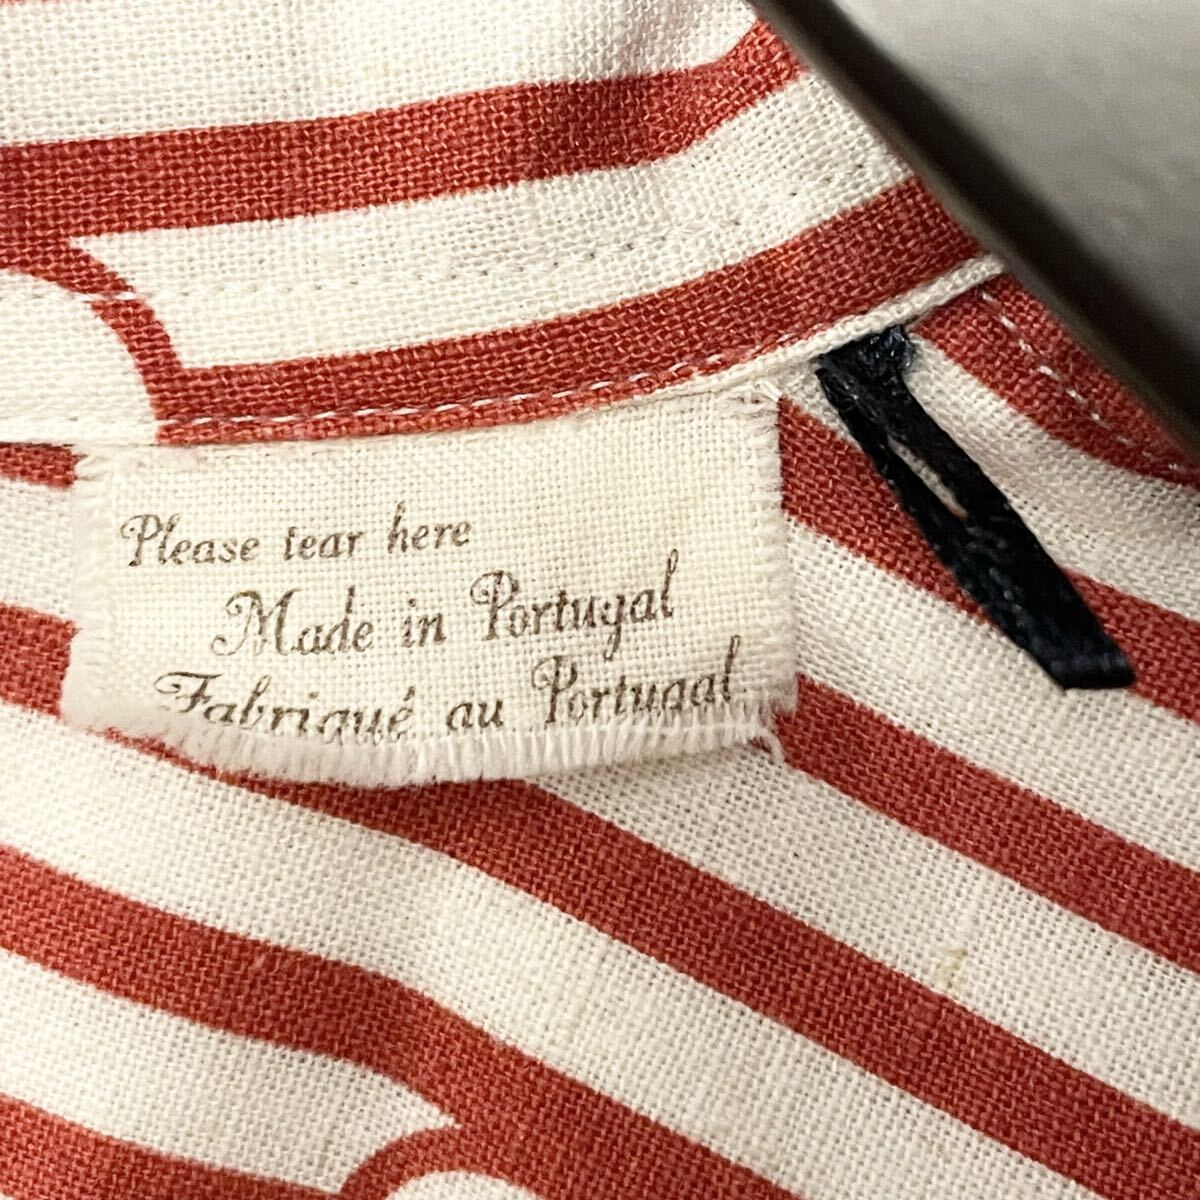 Please tear here
Made in Portugal
Fabriqué au Portugal